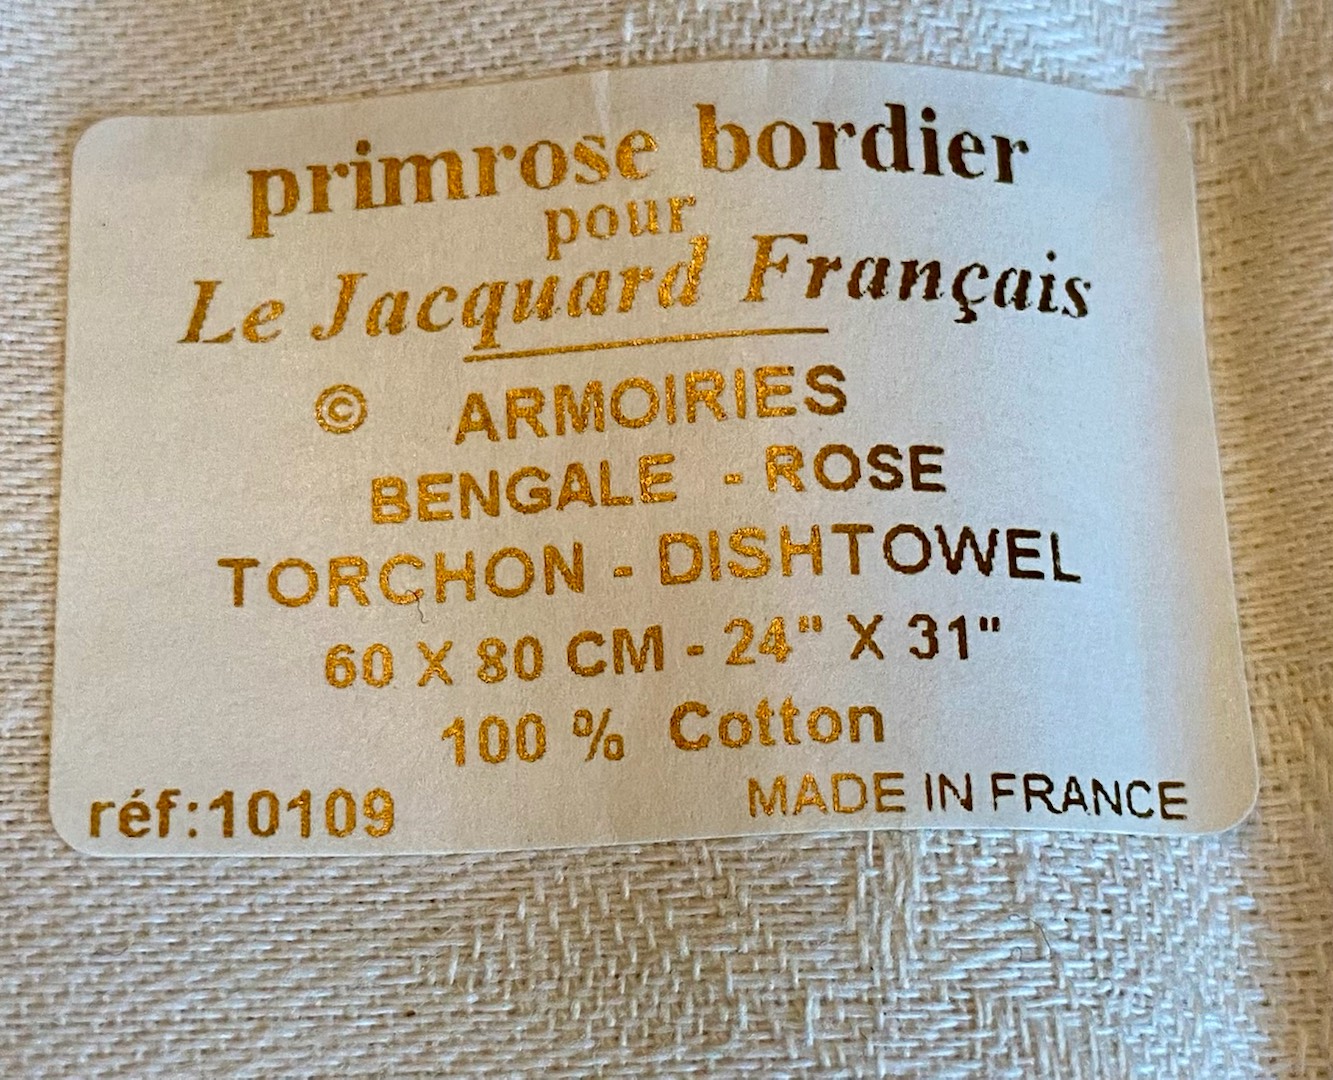 primrose bordier
pour
Le Jacquard Français
© ARMOIRIES
BENGALE - ROSE
TORCHON - DISHTOWEL
60 X 80 CM - 24" X 31"
100 % Cotton
réf:10109 MADE IN FRANCE